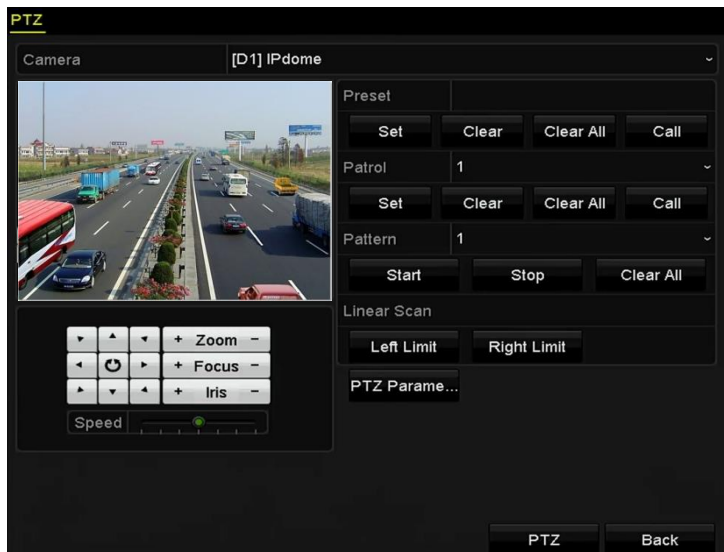 PTZ
Camera [D1] IPdome
Preset
Set Clear Clear All Call
Patrol 1
Set Clear Clear All Call
Pattern 1
Start Stop Clear All
Linear Scan
Left Limit Right Limit
PTZ Parame...
+ Zoom -
+ Focus -
+ Iris -
Speed
PTZ Back